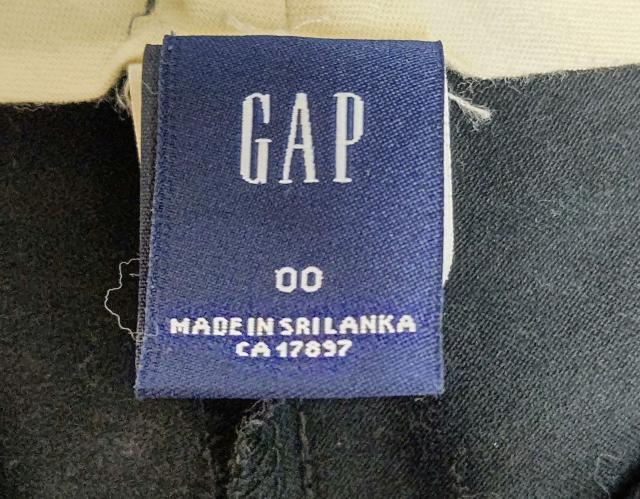 GAP
00
MADE IN SRI LANKA
CA 17897